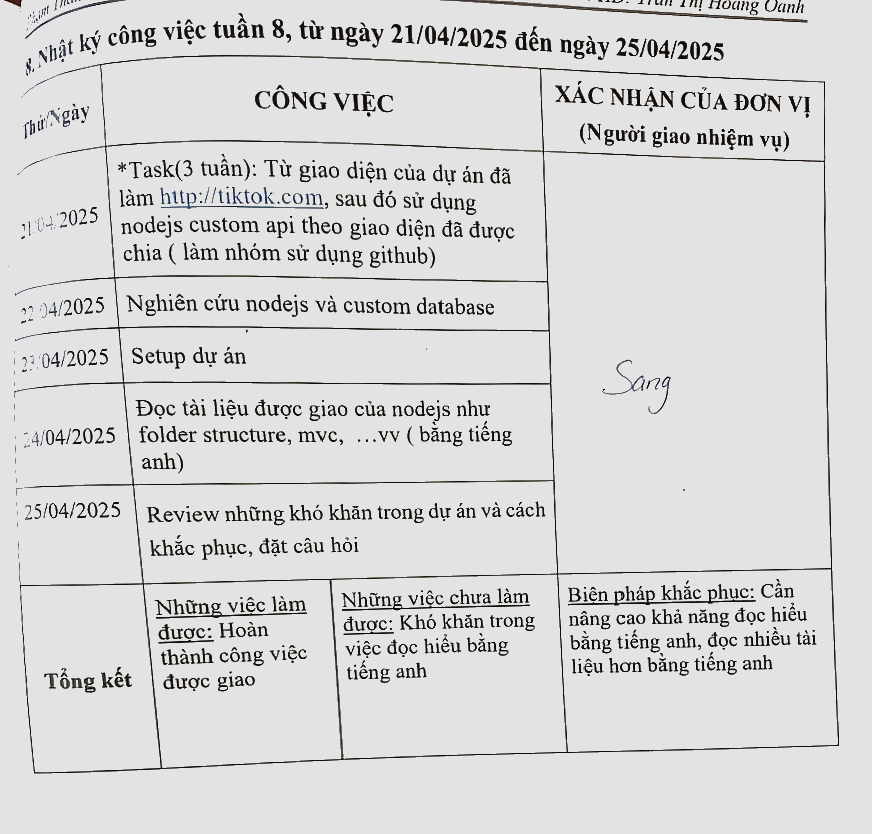 Trần Thị Hoàng Oanh
8. Nhật ký công việc tuần 8, từ ngày 21/04/2025 đến ngày 25/04/2025
Thứ/Ngày
CÔNG VIỆC
XÁC NHẬN CỦA ĐƠN VỊ
(Người giao nhiệm vụ)
21/04/2025
*Task(3 tuần): Từ giao diện của dự án đã
làm http://tiktok.com, sau đó sử dụng
nodejs custom api theo giao diện đã được
chia ( làm nhóm sử dụng github)
22/04/2025
Nghiên cứu nodejs và custom database
23/04/2025
Setup dự án
24/04/2025
Đọc tài liệu được giao của nodejs như
folder structure, mvc, …vv ( bằng tiếng
anh)
25/04/2025
Review những khó khăn trong dự án và cách
khắc phục, đặt câu hỏi
Sang
Tổng kết
Những việc làm
được: Hoàn
thành công việc
được giao
Những việc chưa làm
được: Khó khăn trong
việc đọc hiểu bằng
tiếng anh
Biện pháp khắc phục: Cần
nâng cao khả năng đọc hiểu
bằng tiếng anh, đọc nhiều tài
liệu hơn bằng tiếng anh